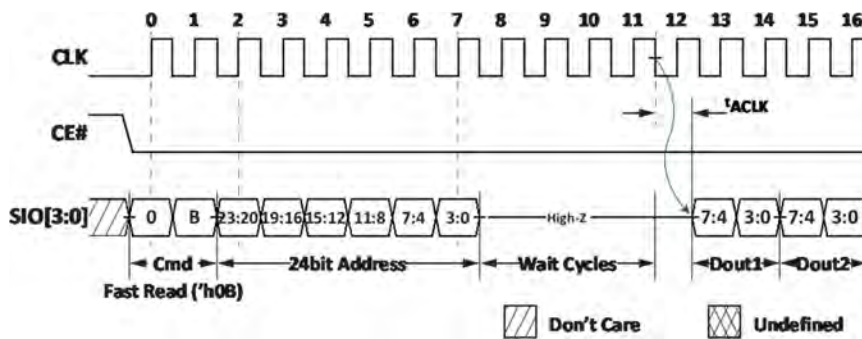 0 1 2 3 4 5 6 7 8 9 10 11 12 13 14 15 16
CLK
tACLK
CE#
SIO[3:0] 0 B 23:20 19:16 15:12 11:8 7:4 3:0 High-Z 7:4 3:0 7:4 3:0
Cmd 24bit Address Wait Cycles Dout1 Dout2
Fast Read ('h0B)
Don't Care Undefined